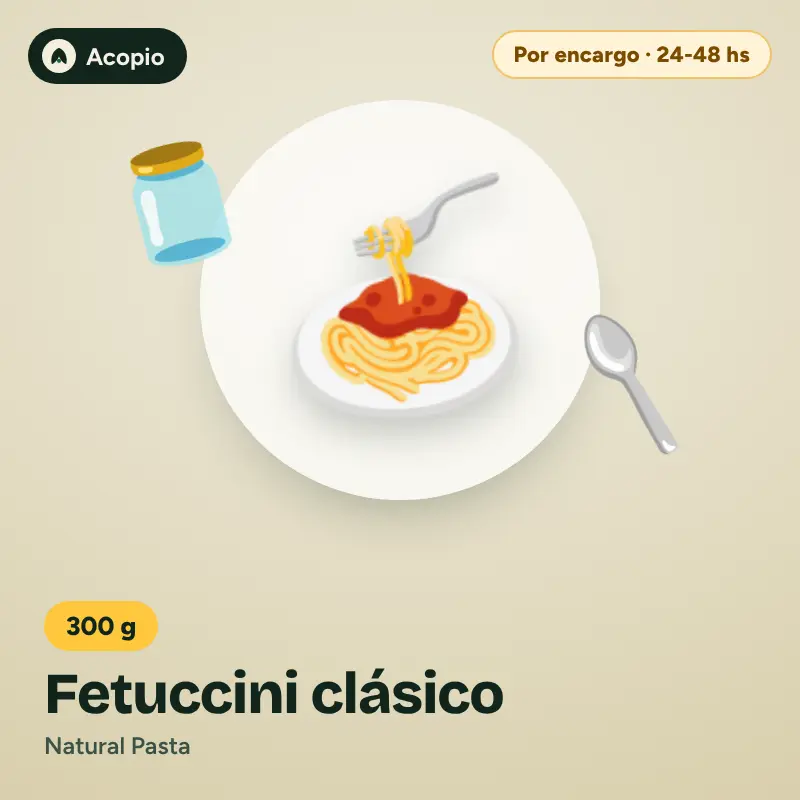 Acopio
Por encargo · 24-48 hs
300 g
Fetuccini clásico
Natural Pasta